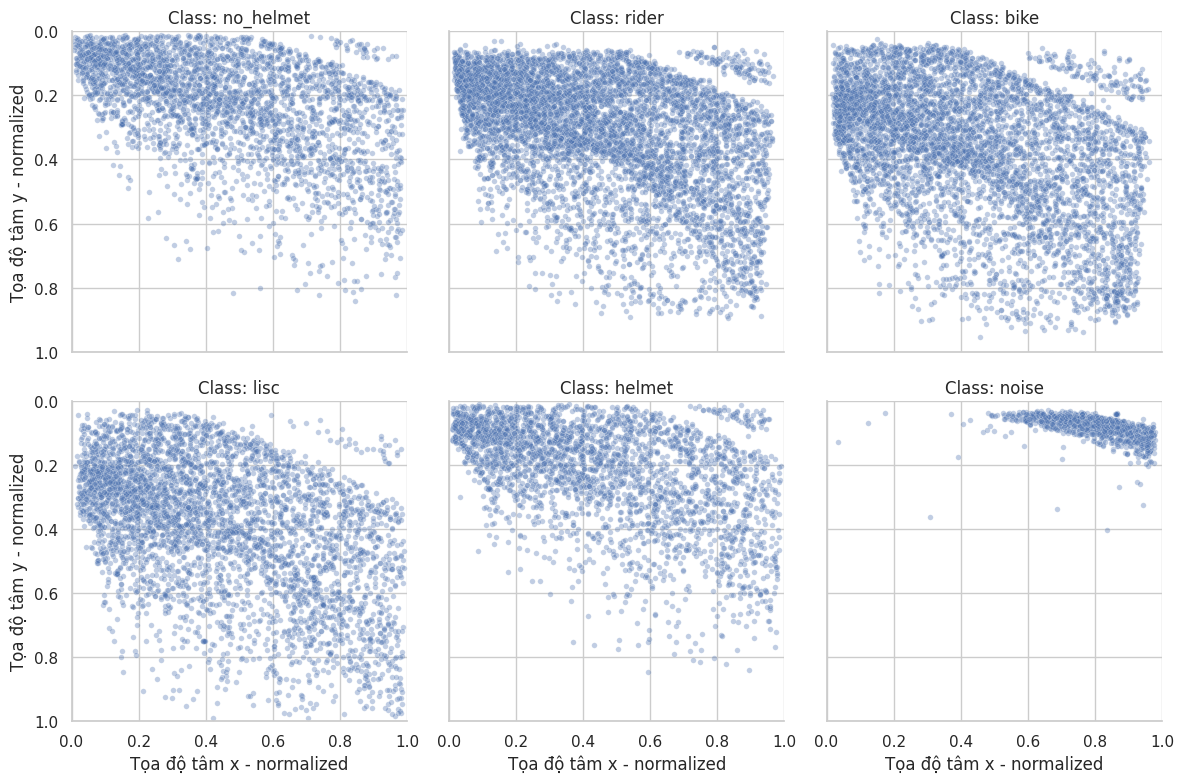 Class: no_helmet
Class: rider
Class: bike
0.0
0.2
0.4
0.6
0.8
1.0
Tọa độ tâm y - normalized
Class: lisc
Class: helmet
Class: noise
0.0
0.2
0.4
0.6
0.8
1.0
Tọa độ tâm y - normalized
0.0 0.2 0.4 0.6 0.8 1.0
0.0 0.2 0.4 0.6 0.8 1.0
0.0 0.2 0.4 0.6 0.8 1.0
Tọa độ tâm x - normalized
Tọa độ tâm x - normalized
Tọa độ tâm x - normalized